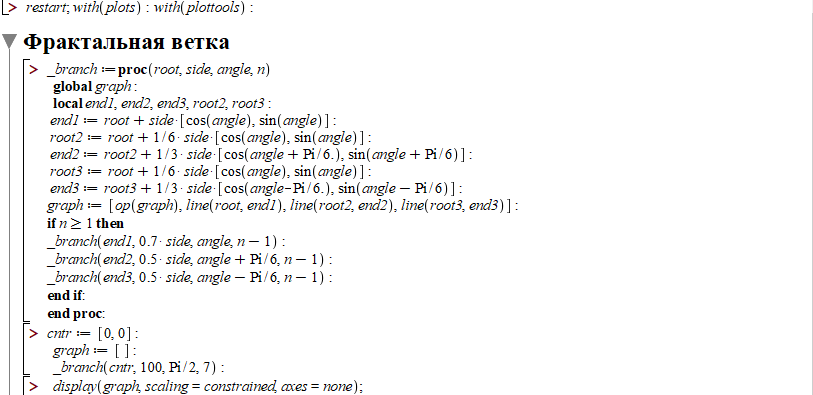 > restart; with(plots) : with(plottools) :
Фрактальная ветка
> _branch := proc(root, side, angle, n)
global graph :
local end1, end2, end3, root2, root3 :
end1 := root + side·[cos(angle), sin(angle)] :
root2 := root + 1/6· side·[cos(angle), sin(angle)] :
end2 := root2 + 1/3· side·[cos(angle + Pi/6.), sin(angle + Pi/6)] :
root3 := root + 1/6· side·[cos(angle), sin(angle)] :
end3 := root3 + 1/3· side·[cos(angle-Pi/6.), sin(angle − Pi/6)] :
graph := [op(graph), line(root, end1), line(root2, end2), line(root3, end3)] :
if n ≥ 1 then
_branch(end1, 0.7· side, angle, n − 1) :
_branch(end2, 0.5· side, angle + Pi/6, n − 1) :
_branch(end3, 0.5· side, angle − Pi/6, n − 1) :
end if:
end proc:
> cntr := [0, 0] :
graph := [ ] :
_branch(cntr, 100, Pi/2, 7) :
> display(graph, scaling = constrained, axes = none);